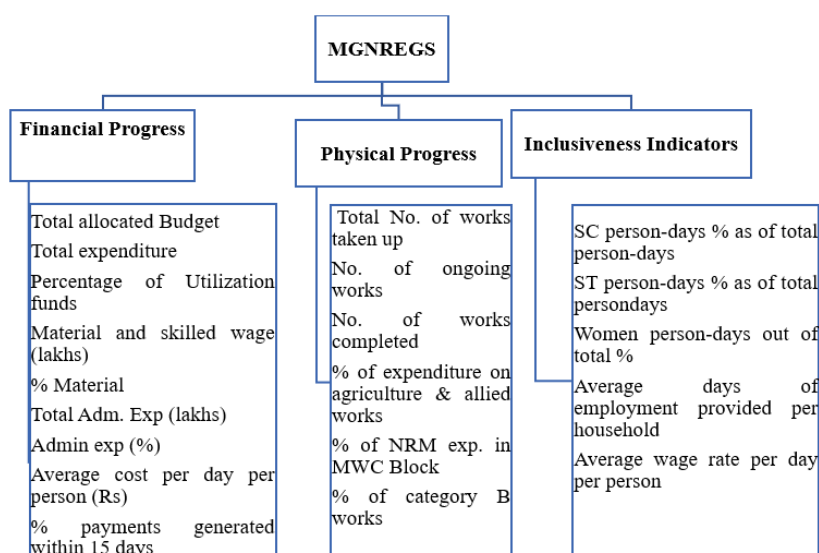 MGNREGS
Financial Progress
Total allocated Budget
Total expenditure
Percentage of Utilization
funds
Material and skilled wage
(lakhs)
% Material
Total Adm. Exp (lakhs)
Admin exp (%)
Average cost per day per
person (Rs)
% payments generated
within 15 days
Physical Progress
Total No. of works
taken up
No. of ongoing
works
No. of works
completed
% of expenditure on
agriculture & allied
works
% of NRM exp. in
MWC Block
% of category B
works
Inclusiveness Indicators
SC person-days % as of total
person-days
ST person-days % as of total
persondays
Women person-days out of
total %
Average days of
employment provided per
household
Average wage rate per day
per person